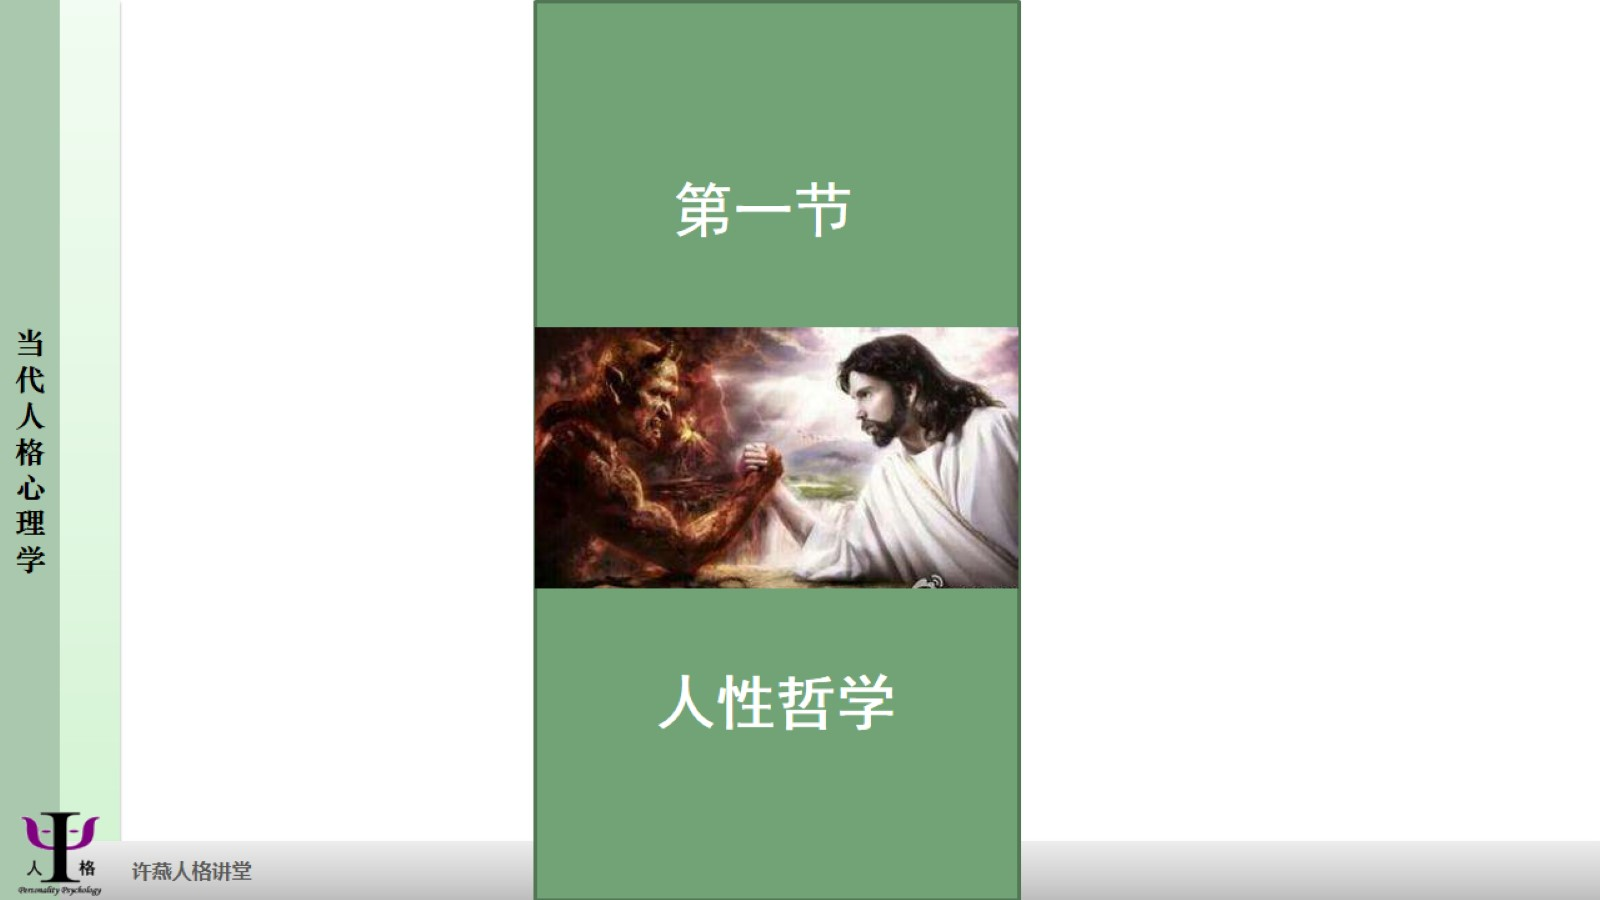 当代人格心理学
第一节
人性哲学
人 格
Personality Psychology
许燕人格讲堂